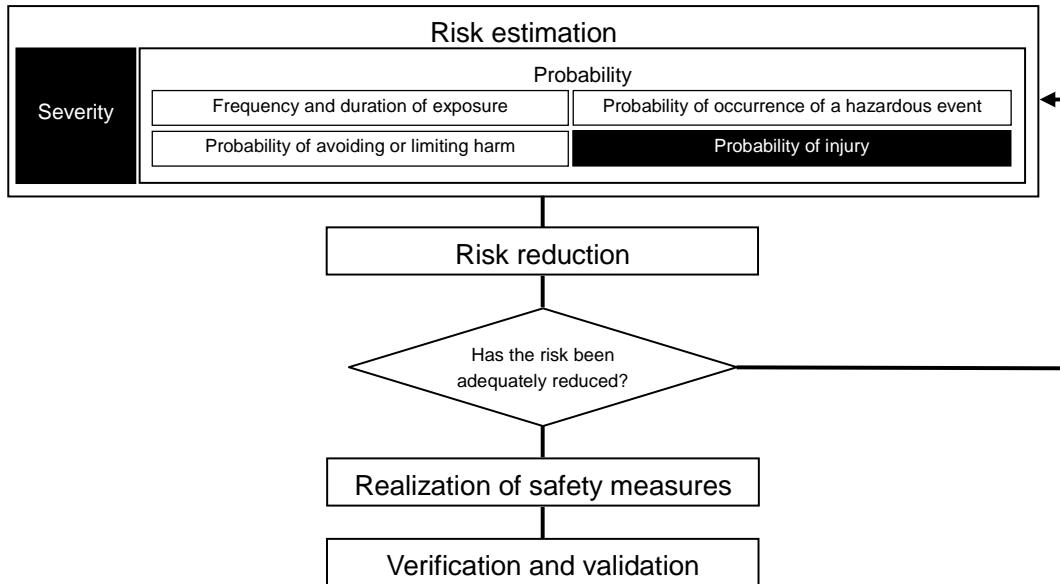 Risk estimation
Severity
Probability
Frequency and duration of exposure
Probability of occurrence of a hazardous event
Probability of avoiding or limiting harm
Probability of injury
Risk reduction
Has the risk been
adequately reduced?
Realization of safety measures
Verification and validation